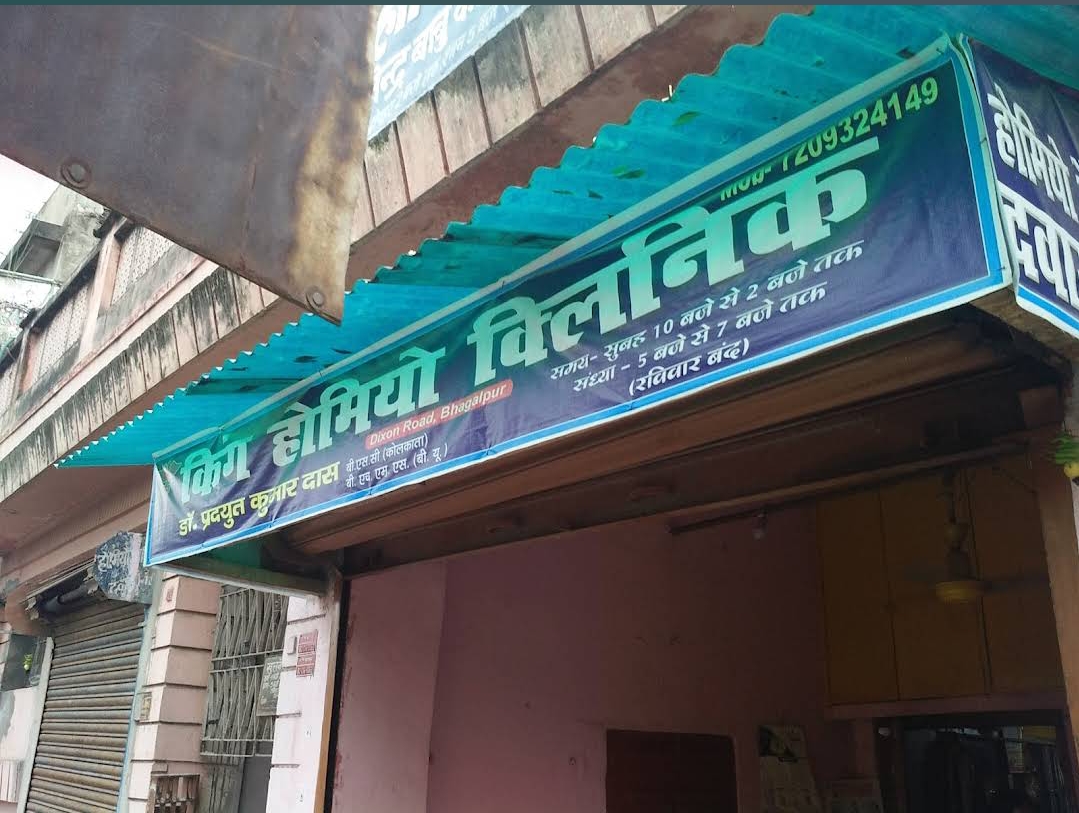 Mob- 7209324149
किंग होमियो क्लिनिक
Dixon Road, Bhagalpur
डॉ. प्रदयुत कुमार दास
बी.एस.सी (कोलकाता)
बी. एच. एम. एस. (बी. यू.)
समय- सुबह 10 बजे से 2 बजे तक
संध्या - 5 बजे से 7 बजे तक
(रविवार बंद)
होमियो
दवा
होमियो